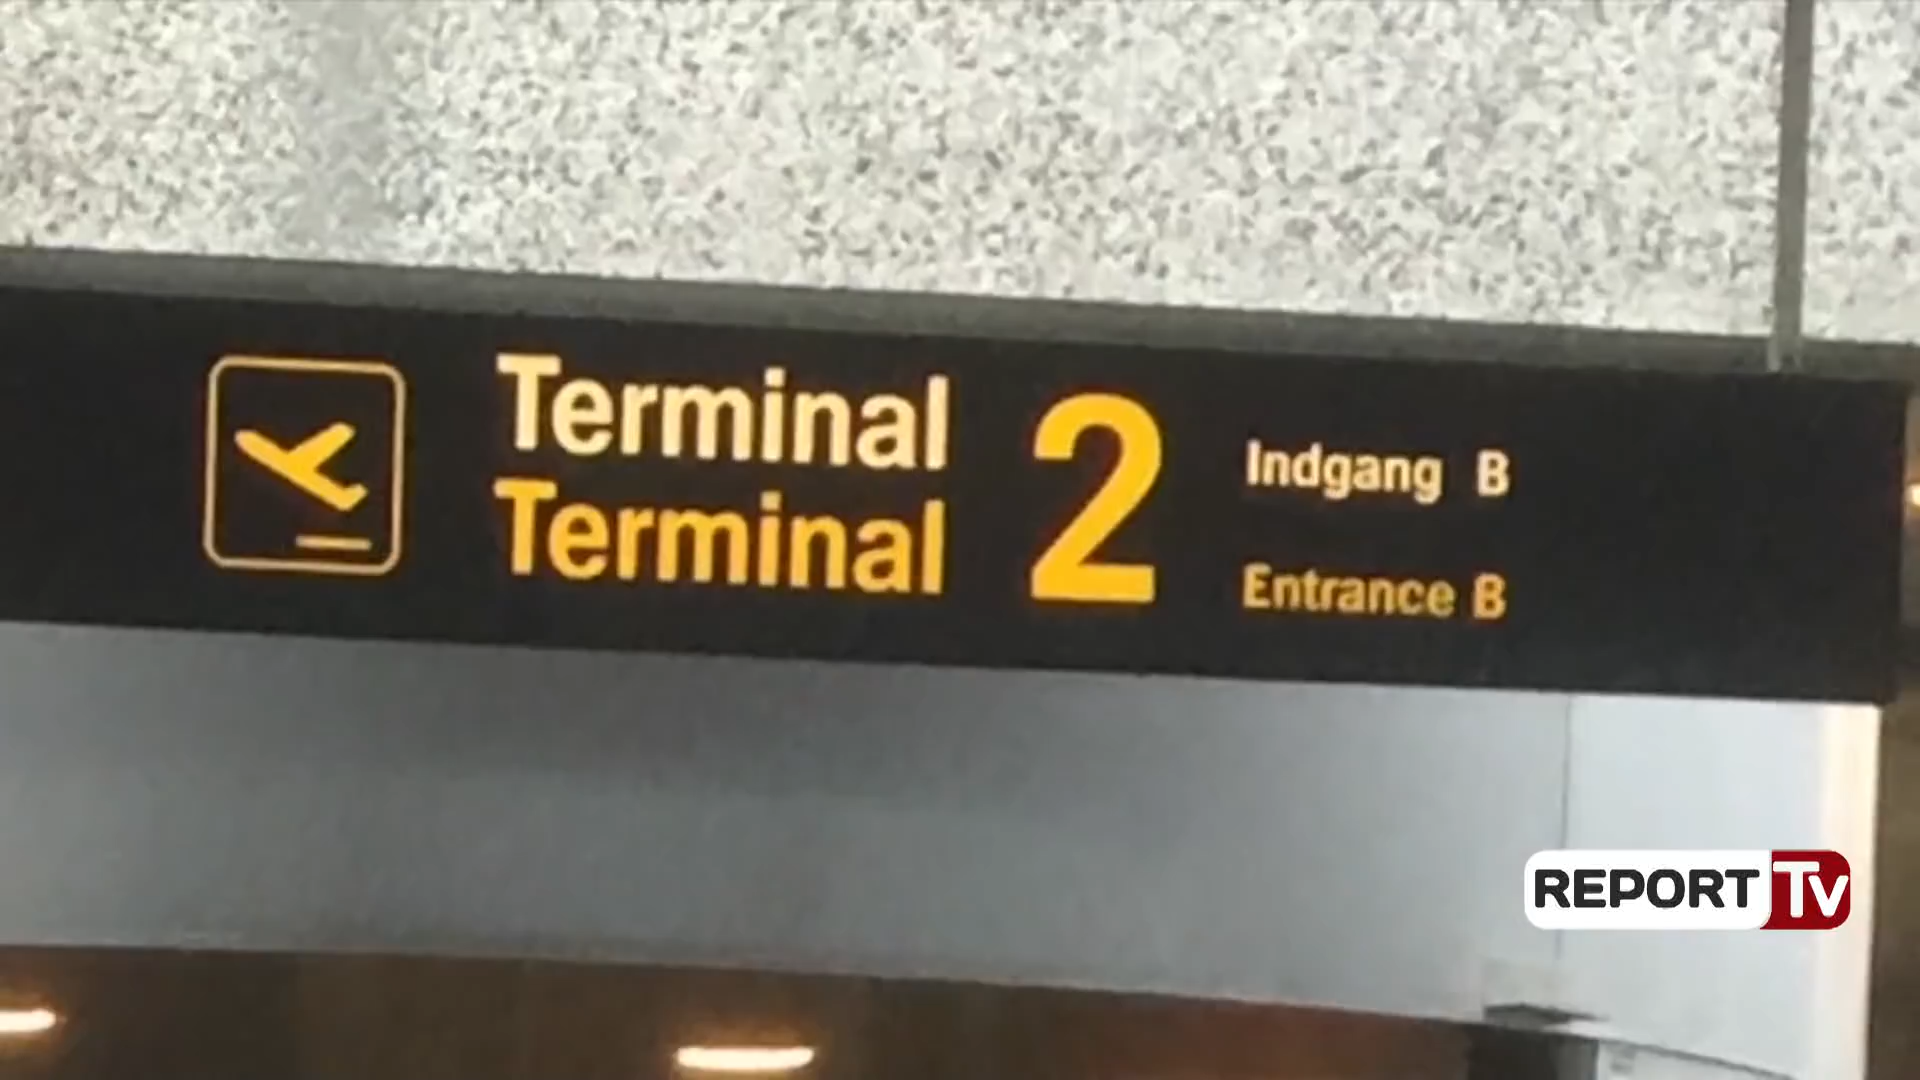 Terminal
Terminal
2
Indgang B
Entrance B
REPORT Tv